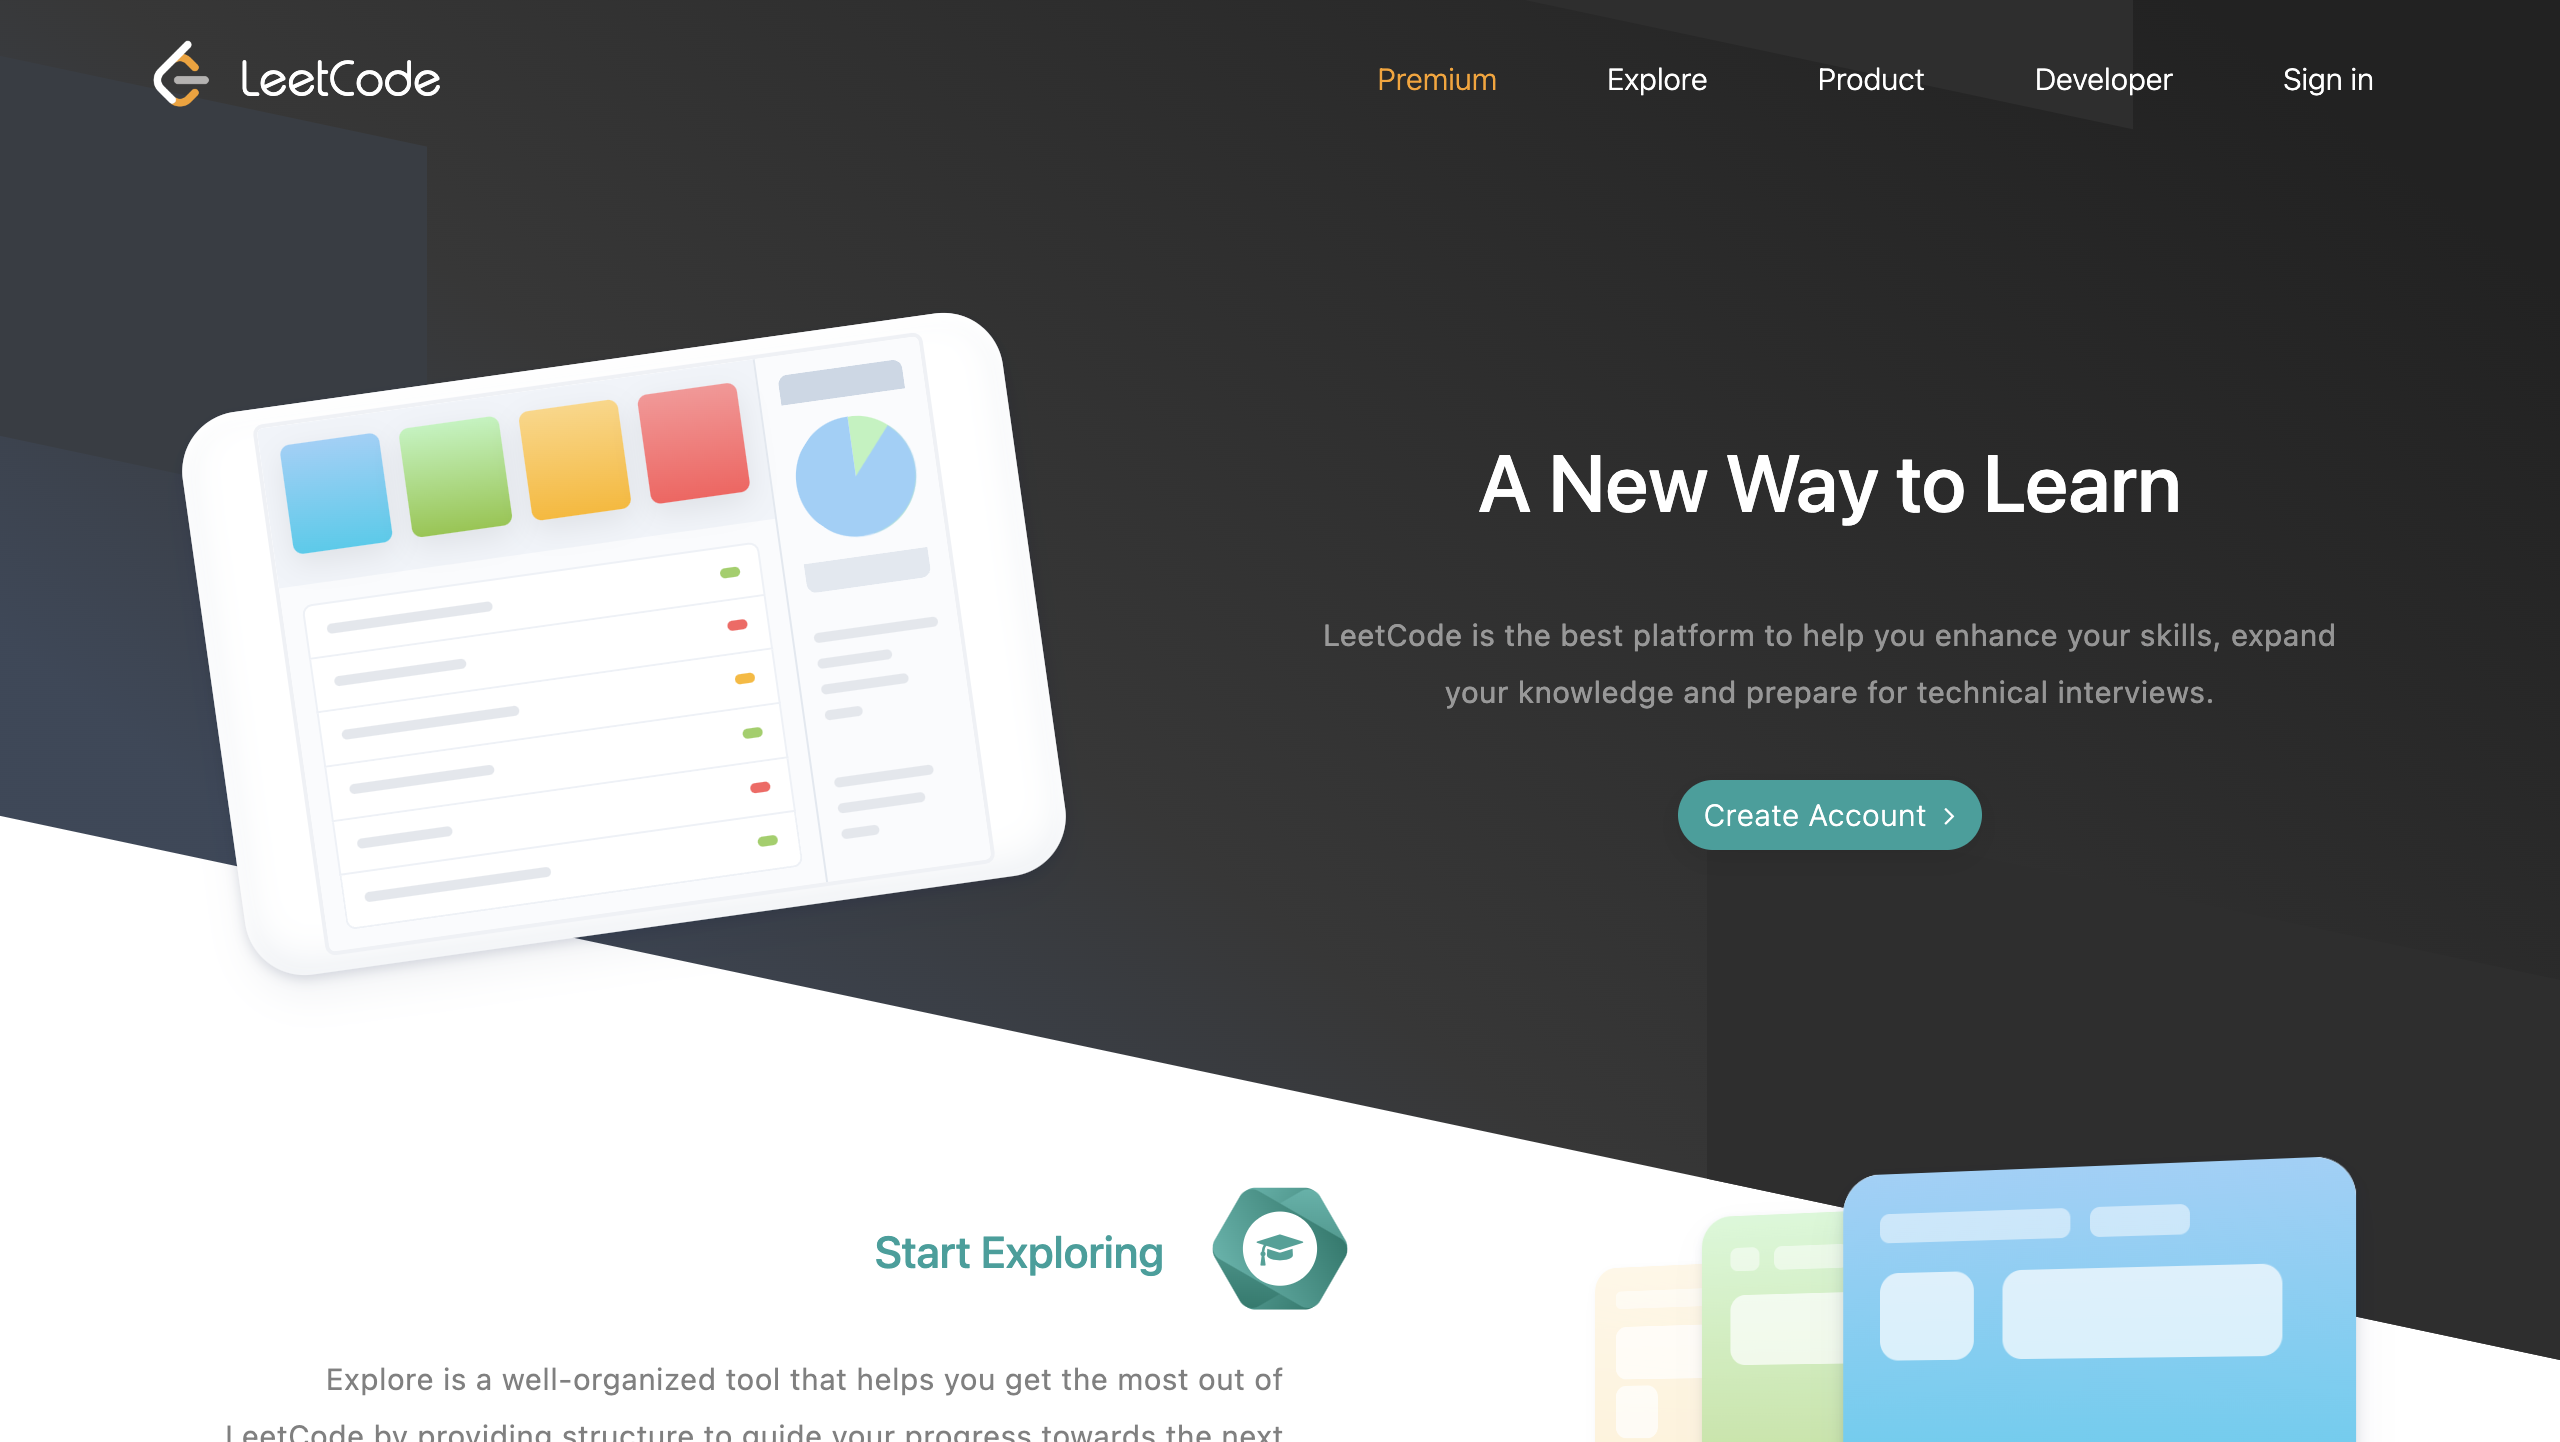 LeetCode
Premium
Explore
Product
Developer
Sign in
A New Way to Learn
LeetCode is the best platform to help you enhance your skills, expand
your knowledge and prepare for technical interviews.
Create Account
Start Exploring
Explore is a well-organized tool that helps you get the most out of
LeetCode by providing structure to guide your progress towards the next